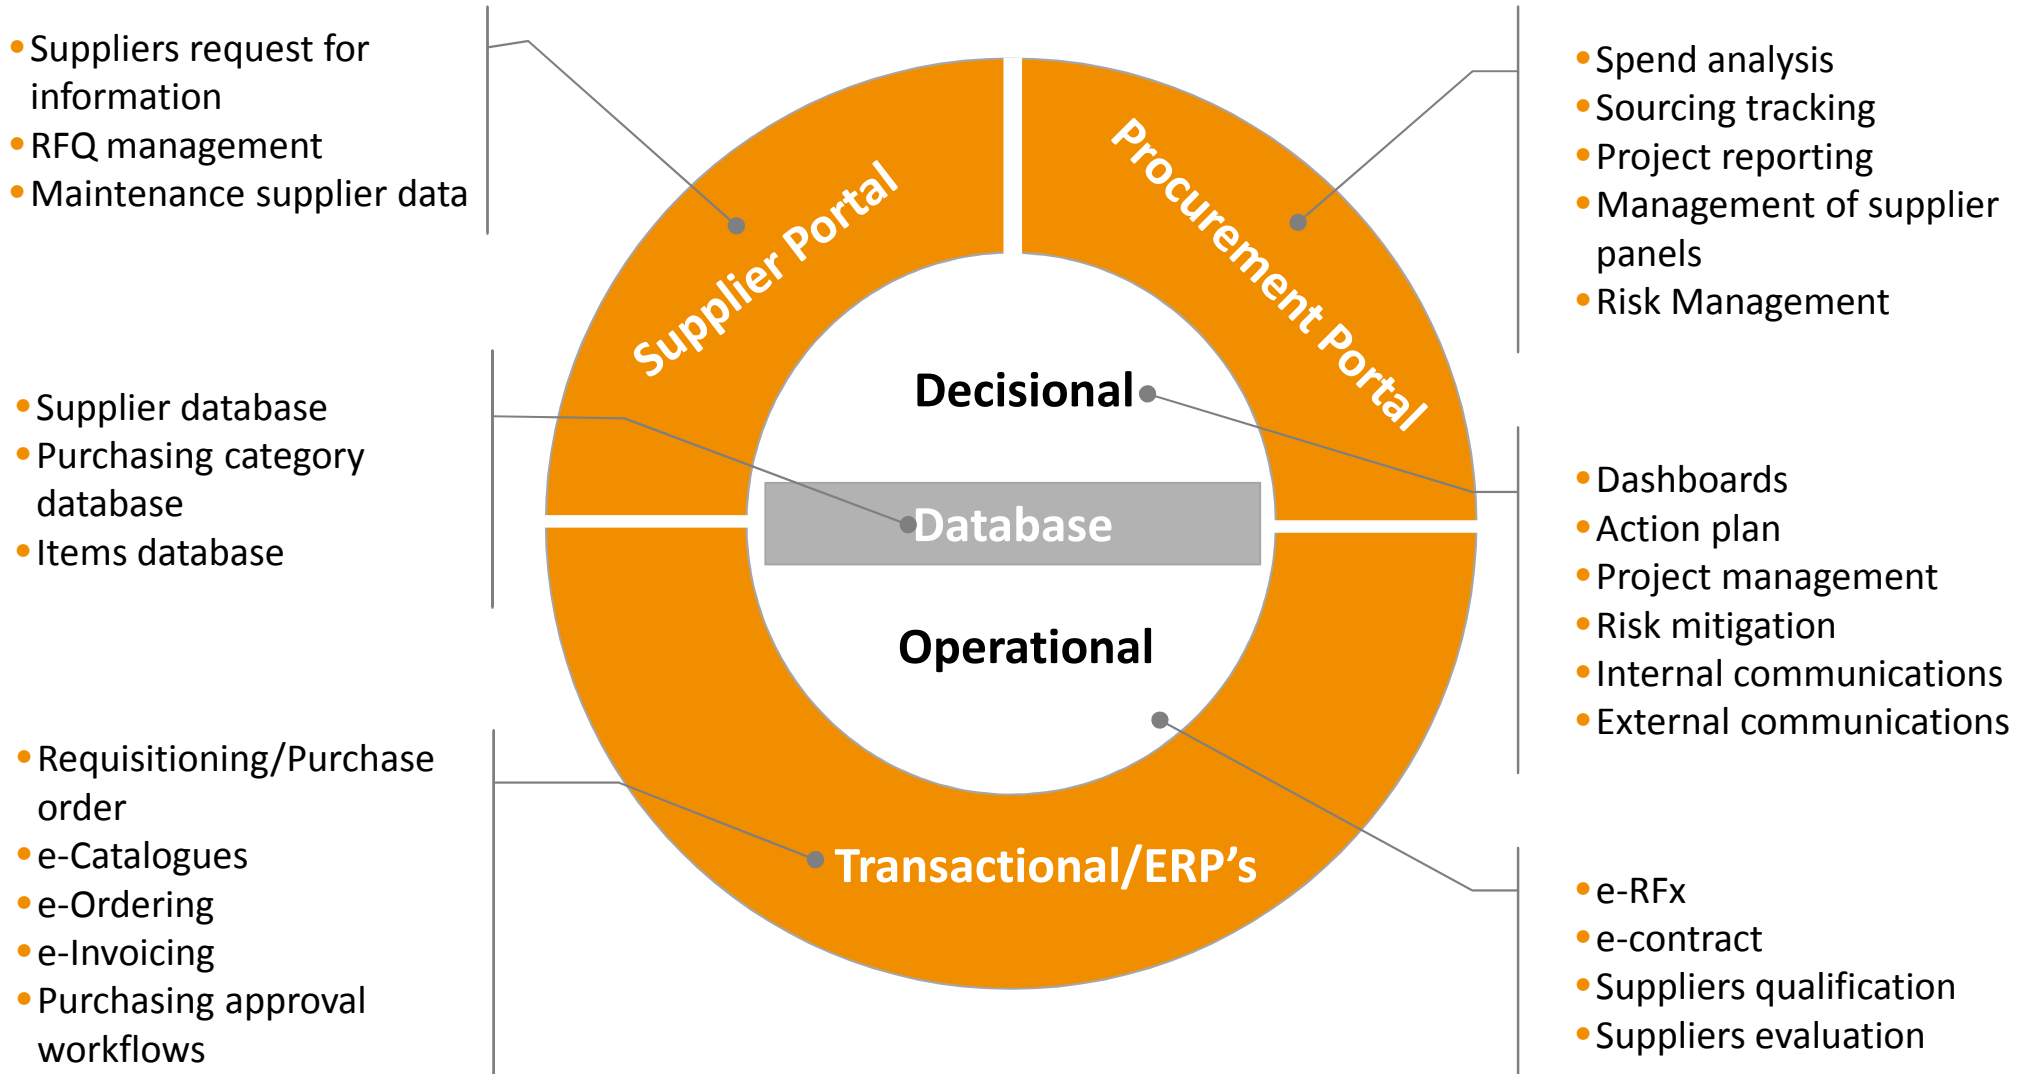 • Suppliers request for
information
• RFQ management
• Maintenance supplier data
• Supplier database
• Purchasing category
database
• Items database
• Requisitioning/Purchase
order
• e-Catalogues
• e-Ordering
• e-Invoicing
• Purchasing approval
workflows
Supplier Portal
Procurement Portal
Decisional
Database
Operational
Transactional/ERP’s
• Spend analysis
• Sourcing tracking
• Project reporting
• Management of supplier
panels
• Risk Management
• Dashboards
• Action plan
• Project management
• Risk mitigation
• Internal communications
• External communications
• e-RFx
• e-contract
• Suppliers qualification
• Suppliers evaluation